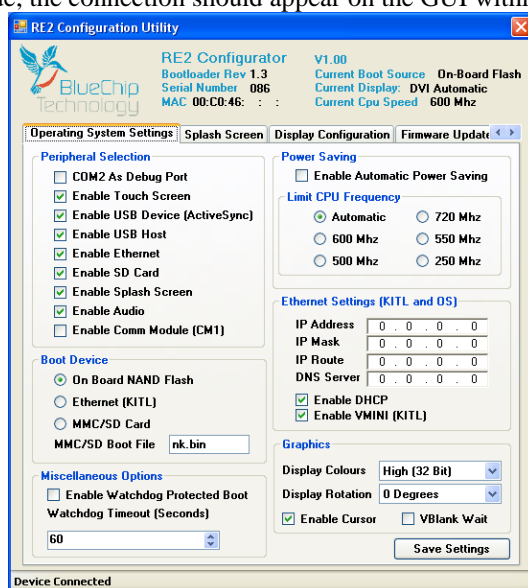 ue, the connection should appear on the GUI within
RE2 Configuration Utility
BlueChip
Technology
RE2 Configurator V1.00
Bootloader Rev 1.3 Current Boot Source On-Board Flash
Serial Number 086 Current Display: DVI Automatic
MAC 00:C0:46: : : Current Cpu Speed 600 Mhz
Operating System Settings Splash Screen Display Configuration Firmware Update
Peripheral Selection
COM2 As Debug Port
Enable Touch Screen
Enable USB Device (ActiveSync)
Enable USB Host
Enable Ethernet
Enable SD Card
Enable Splash Screen
Enable Audio
Enable Comm Module (CM1)
Boot Device
On Board NAND Flash
Ethernet (KITL)
MMC/SD Card
MMC/SD Boot File nk.bin
Miscellaneous Options
Enable Watchdog Protected Boot
Watchdog Timeout (Seconds)
60
Power Saving
Enable Automatic Power Saving
Limit CPU Frequency
Automatic 720 Mhz
600 Mhz 550 Mhz
500 Mhz 250 Mhz
Ethernet Settings (KITL and OS)
IP Address 0 . 0 . 0 . 0
IP Mask 0 . 0 . 0 . 0
IP Route 0 . 0 . 0 . 0
DNS Server 0 . 0 . 0 . 0
Enable DHCP
Enable VMINI (KITL)
Graphics
Display Colours High (32 Bit)
Display Rotation 0 Degrees
Enable Cursor VBlank Wait
Save Settings
Device Connected